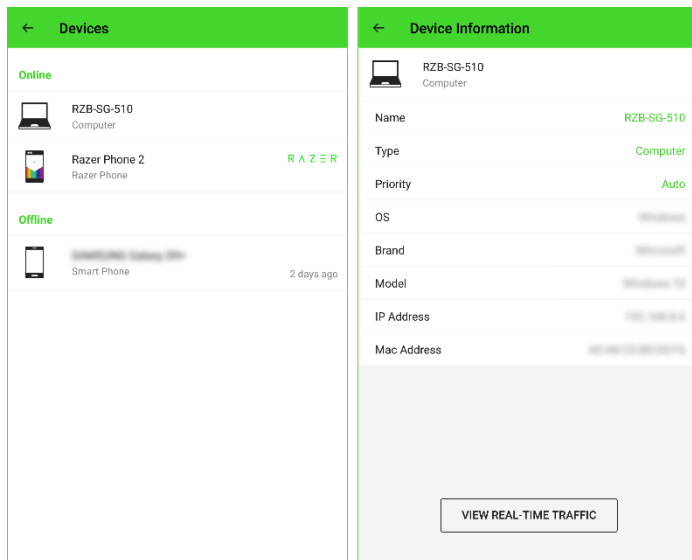 Devices
Online
RZB-SG-510
Computer
Razer Phone 2
RAZER
Razer Phone
Offline
Smart Phone
2 days ago
Device Information
RZB-SG-510
Computer
Name RZB-SG-510
Type Computer
Priority Auto
OS
Brand
Model
IP Address
Mac Address
VIEW REAL-TIME TRAFFIC